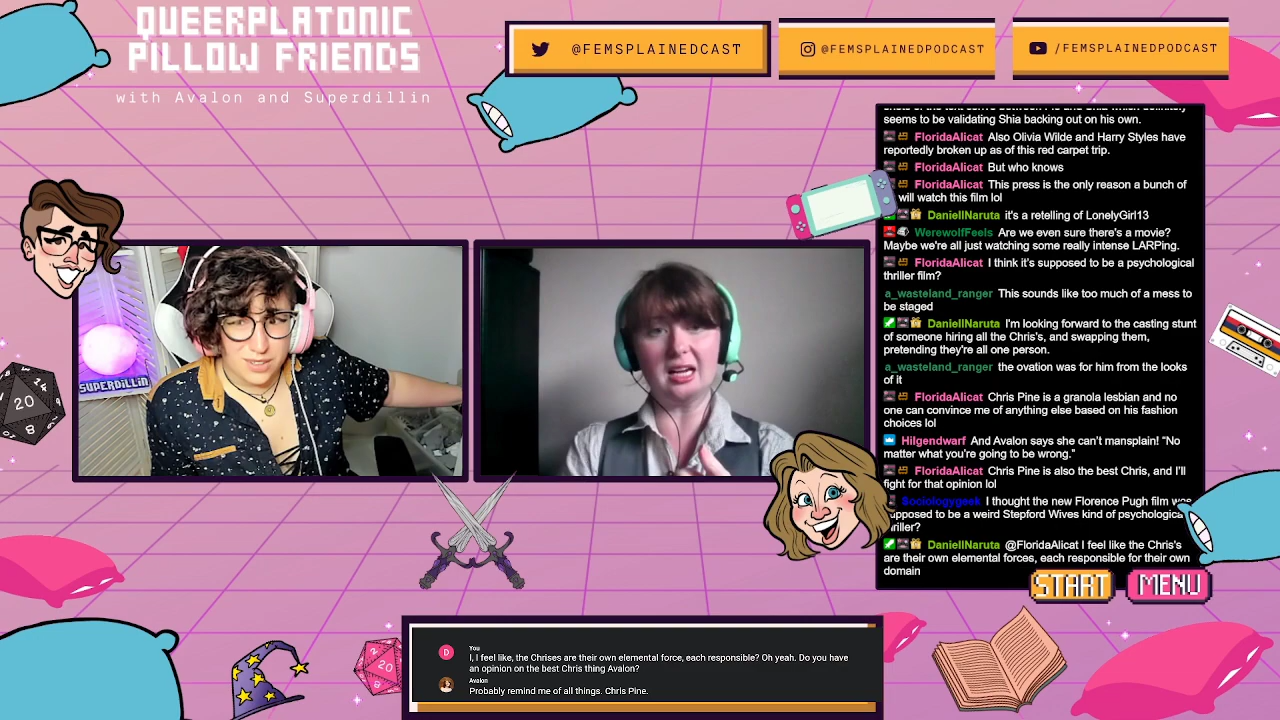 QUEERPLATONIC
PILLOW FRIENDS
with Avalon and Superdillin
@FEMSPLAINEDCAST
@FEMSPLAINEDPODCAST
/FEMSPLAINEDPODCAST
seems to be validating Shia backing out on his own.
FloridaAlicat Also Olivia Wilde and Harry Styles have
reportedly broken up as of this red carpet trip.
FloridaAlicat But who knows
FloridaAlicat This press is the only reason a bunch of
will watch this film lol
DaniellNaruta it's a retelling of LonelyGirl13
WerewolfFeels Are we even sure there's a movie?
Maybe we're all just watching some really intense LARPing.
FloridaAlicat I think it's supposed to be a psychological
thriller film?
a_wasteland_ranger This sounds like too much of a mess to
be staged
DaniellNaruta I'm looking forward to the casting stunt
of someone hiring all the Chris's, and swapping them,
pretending they're all one person.
a_wasteland_ranger the ovation was for him from the looks
of it
FloridaAlicat Chris Pine is a granola lesbian and no
one can convince me of anything else based on his fashion
choices lol
Hilgendwarf And Avalon says she can't mansplain! "No
matter what you're going to be wrong."
FloridaAlicat Chris Pine is also the best Chris, and I'll
fight for that opinion lol
Sociologygeek I thought the new Florence Pugh film was
supposed to be a weird Stepford Wives kind of psychological
thriller?
DaniellNaruta @FloridaAlicat I feel like the Chris's
are their own elemental forces, each responsible for their own
domain
START
MENU
SUPERDILLIN
20
14
8
20
D
You
I, I feel like, the Chrises are their own elemental force, each responsible? Oh yeah. Do you have
an opinion on the best Chris thing Avalon?
Avalon
Probably remind me of all things. Chris Pine.